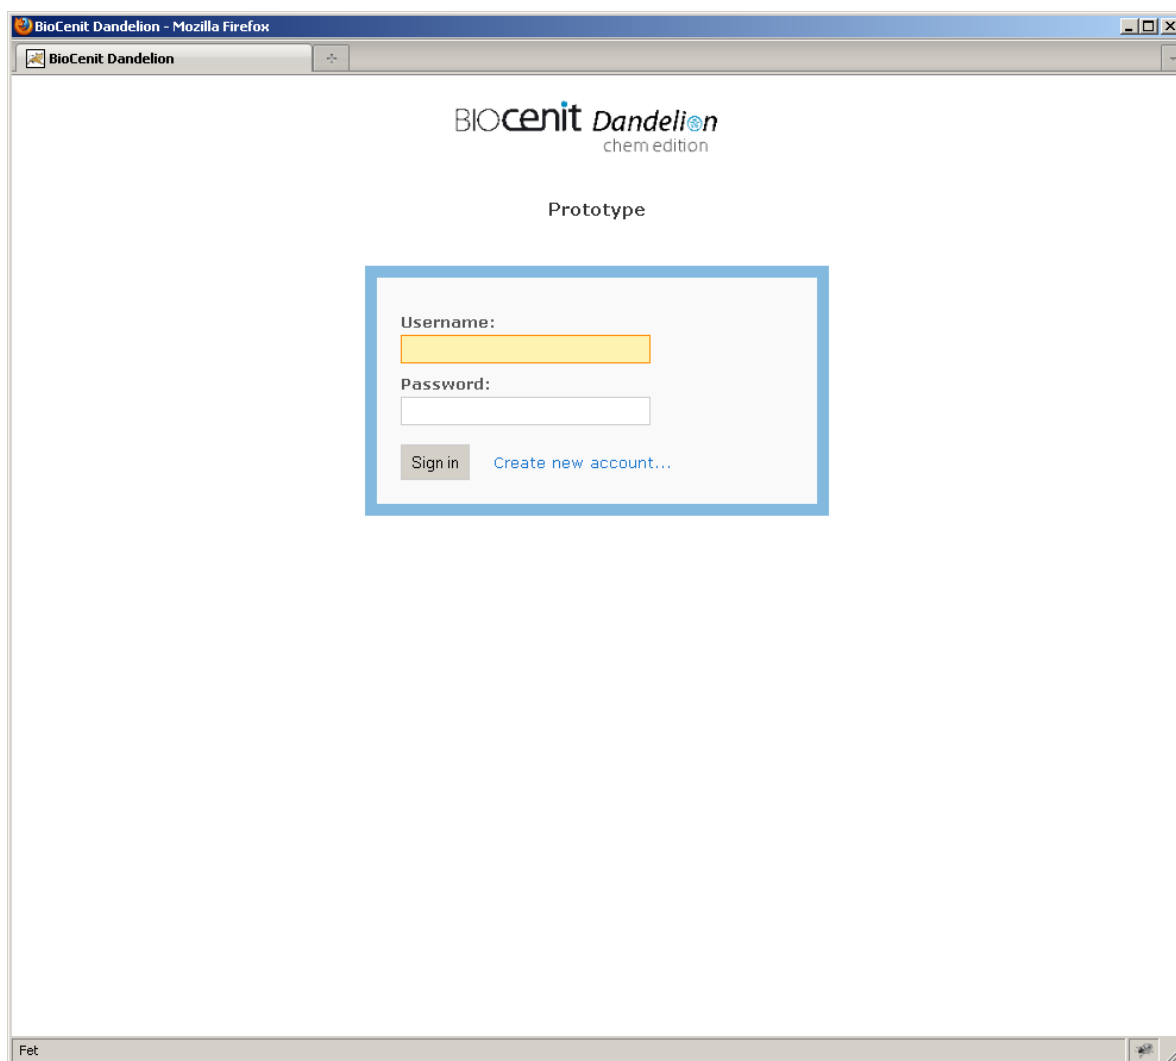 BioCenit Dandelion - Mozilla Firefox
BioCenit Dandelion
BIOcenit Dandelion
chem edition
Prototype
Username:
Password:
Sign in Create new account...
Fet